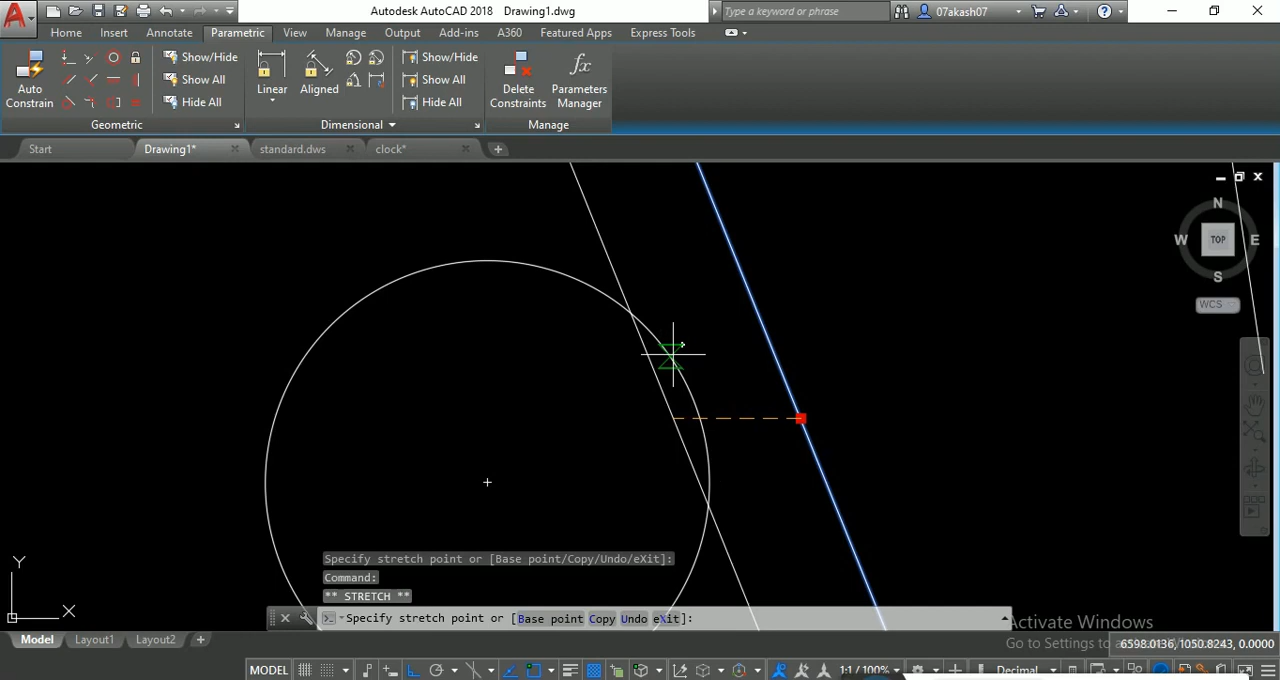 Autodesk AutoCAD 2018 Drawing1.dwg
Type a keyword or phrase
07akash07
Home Insert Annotate Parametric View Manage Output Add-ins A360 Featured Apps Express Tools
Auto Constrain
Show/Hide
Show All
Hide All
Linear
Aligned
Show/Hide
Show All
Hide All
Delete Constraints
Parameters Manager
Geometric Dimensional Manage
Start Drawing1* standard.dws clock*
N
W TOP E
S
WCS
Specify stretch point or [Base point/Copy/Undo/eXit]:
Command:
** STRETCH **
Specify stretch point or [Base point Copy Undo eXit]:
Y
X
Activate Windows
Go to Settings to
6598.0136, 1050.8243, 0.0000
Model Layout1 Layout2
MODEL 1:1 / 100% Decimal